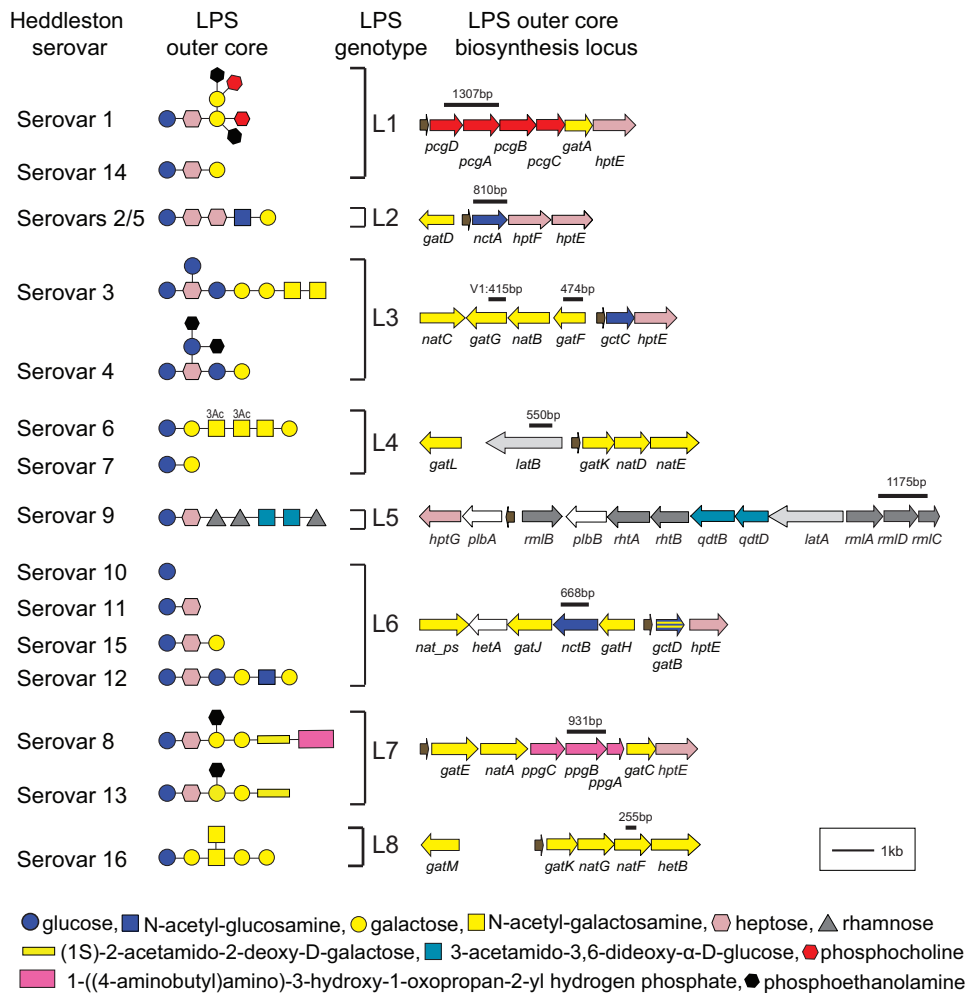 Heddleston serovar
LPS outer core
LPS genotype
LPS outer core biosynthesis locus
Serovar 1
L1
1307bp
pcgD
pcgA
pcgB
pcgC
gatA
hptE
Serovar 14
Serovars 2/5
L2
810bp
gatD
nctA
hptF
hptE
Serovar 3
L3
V1:415bp
474bp
natC
gatG
natB
gatF
gctC
hptE
Serovar 4
Serovar 6
3Ac
3Ac
L4
550bp
gatL
latB
gatK
natD
natE
Serovar 7
Serovar 9
L5
1175bp
hptG
plbA
rmlB
plbB
rhtA
rhtB
qdtB
qdtD
latA
rmlA
rmlD
rmlC
Serovar 10
Serovar 11
Serovar 15
Serovar 12
L6
668bp
nat_ps
hetA
gatJ
nctB
gatH
gctD
gatB
hptE
Serovar 8
L7
931bp
gatE
natA
ppgC
ppgB
ppgA
gatC
hptE
Serovar 13
Serovar 16
L8
255bp
gatM
gatK
natG
natF
hetB
1kb
glucose, N-acetyl-glucosamine, galactose, N-acetyl-galactosamine, heptose, rhamnose
(1S)-2-acetamido-2-deoxy-D-galactose, 3-acetamido-3,6-dideoxy-α-D-glucose, phosphocholine
1-((4-aminobutyl)amino)-3-hydroxy-1-oxopropan-2-yl hydrogen phosphate, phosphoethanolamine